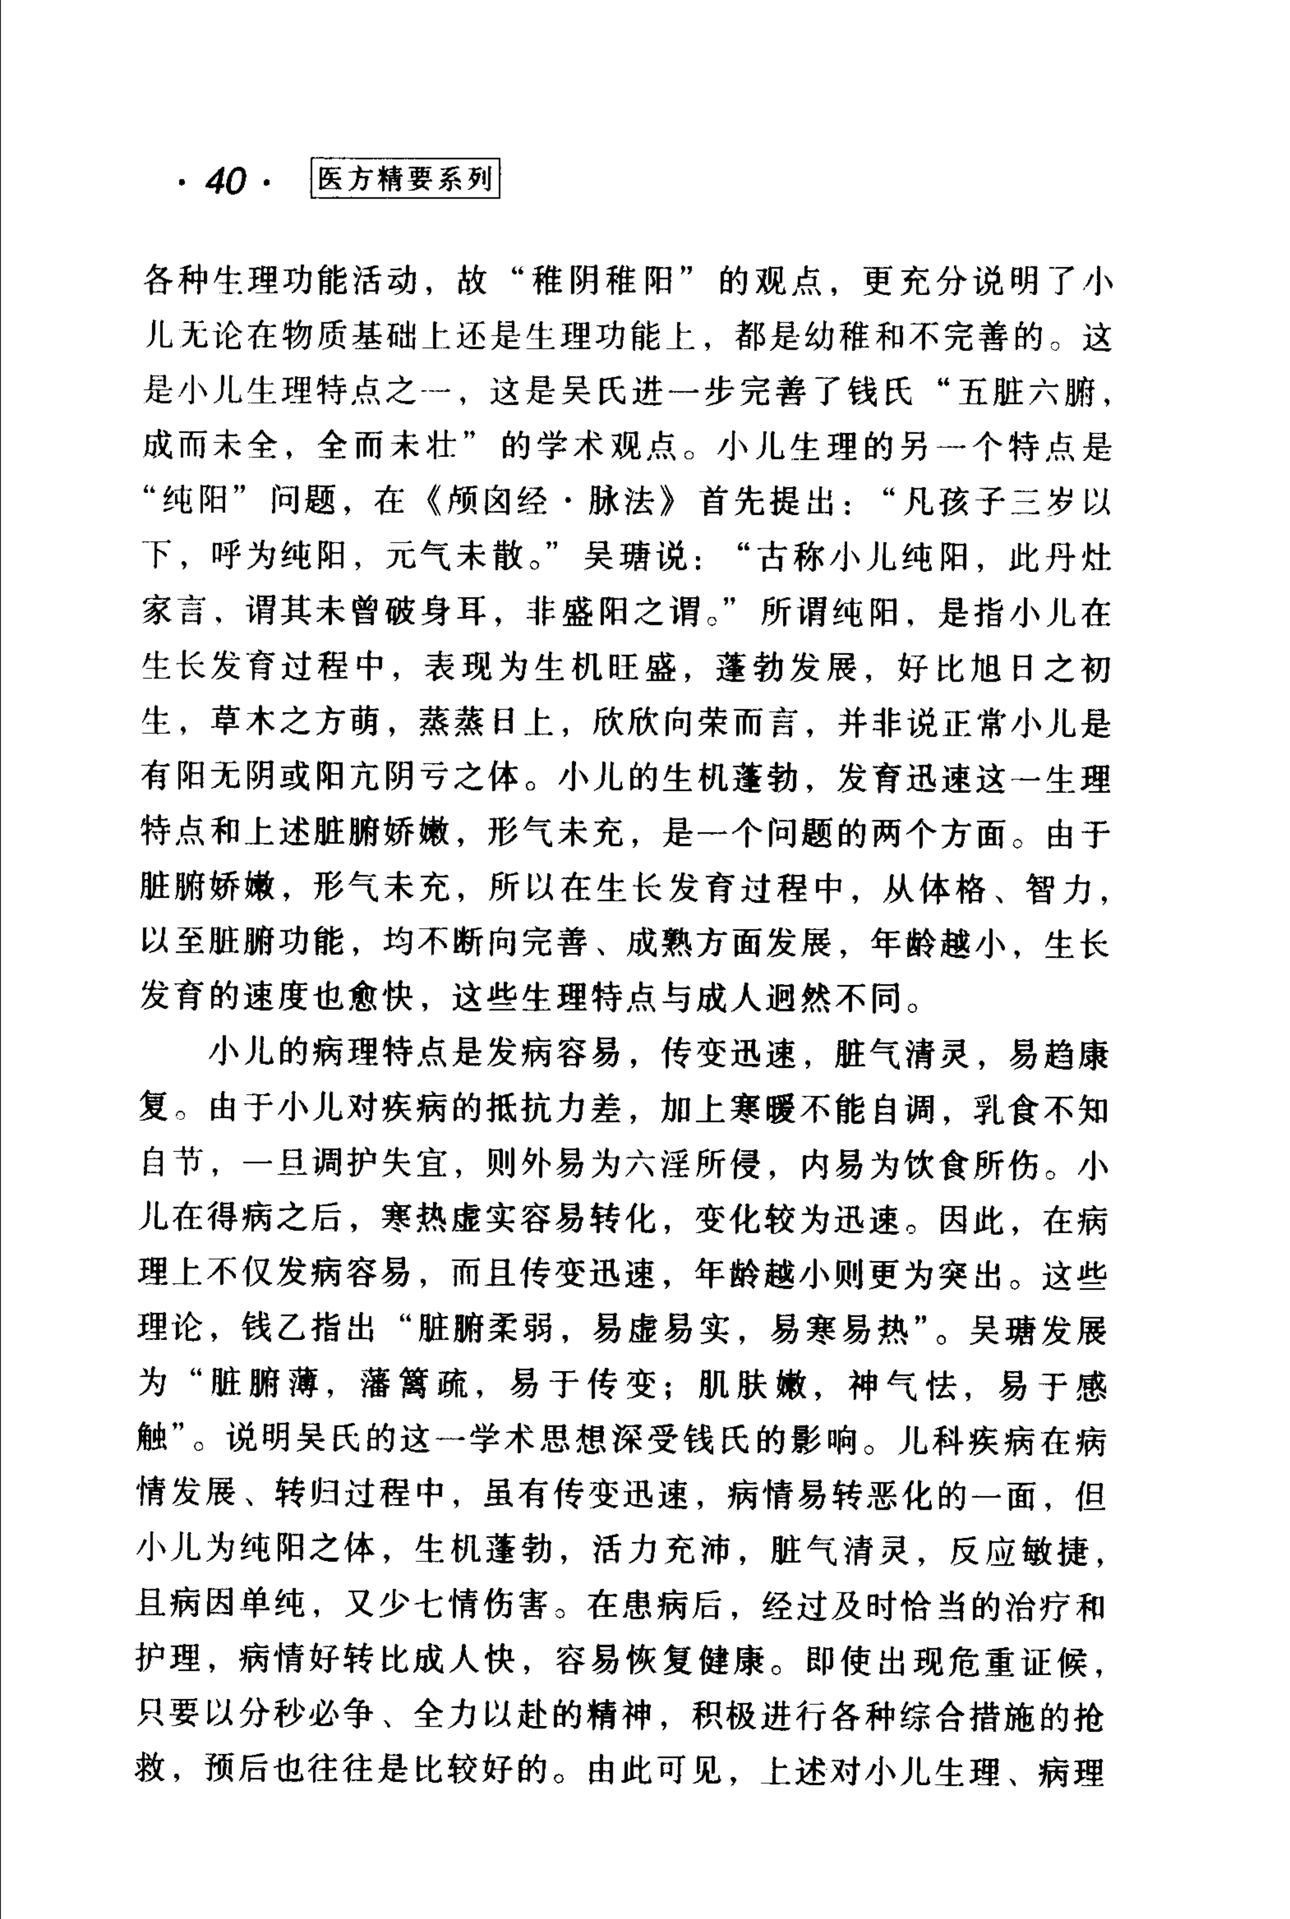 · 40 · 医方精要系列
各种生理功能活动，故“稚阴稚阳”的观点，更充分说明了小
儿无论在物质基础上还是生理功能上，都是幼稚和不完善的。这
是小儿生理特点之一，这是吴氏进一步完善了钱氏“五脏六腑，
成而未全，全而未壮”的学术观点。小儿生理的另一个特点是
“纯阳”问题，在《颅囟经·脉法》首先提出：“凡孩子三岁以
下，呼为纯阳，元气未散。”吴瑭说：“古称小儿纯阳，此丹灶
家言，谓其未曾破身耳，非盛阳之谓。”所谓纯阳，是指小儿在
生长发育过程中，表现为生机旺盛，蓬勃发展，好比旭日之初
生，草木之方萌，蒸蒸日上，欣欣向荣而言，并非说正常小儿是
有阳无阴或阳亢阴亏之体。小儿的生机蓬勃，发育迅速这一生理
特点和上述脏腑娇嫩，形气未充，是一个问题的两个方面。由于
脏腑娇嫩，形气未充，所以在生长发育过程中，从体格、智力，
以至脏腑功能，均不断向完善、成熟方面发展，年龄越小，生长
发育的速度也愈快，这些生理特点与成人迥然不同。
小儿的病理特点是发病容易，传变迅速，脏气清灵，易趋康
复。由于小儿对疾病的抵抗力差，加上寒暖不能自调，乳食不知
自节，一旦调护失宜，则外易为六淫所侵，内易为饮食所伤。小
儿在得病之后，寒热虚实容易转化，变化较为迅速。因此，在病
理上不仅发病容易，而且传变迅速，年龄越小则更为突出。这些
理论，钱乙指出“脏腑柔弱，易虚易实，易寒易热”。吴瑭发展
为“脏腑薄，藩篱疏，易于传变；肌肤嫩，神气怯，易于感
触”。说明吴氏的这一学术思想深受钱氏的影响。儿科疾病在病
情发展、转归过程中，虽有传变迅速，病情易转恶化的一面，但
小儿为纯阳之体，生机蓬勃，活力充沛，脏气清灵，反应敏捷，
且病因单纯，又少七情伤害。在患病后，经过及时恰当的治疗和
护理，病情好转比成人快，容易恢复健康。即使出现危重证候，
只要以分秒必争、全力以赴的精神，积极进行各种综合措施的抢
救，预后也往往是比较好的。由此可见，上述对小儿生理、病理